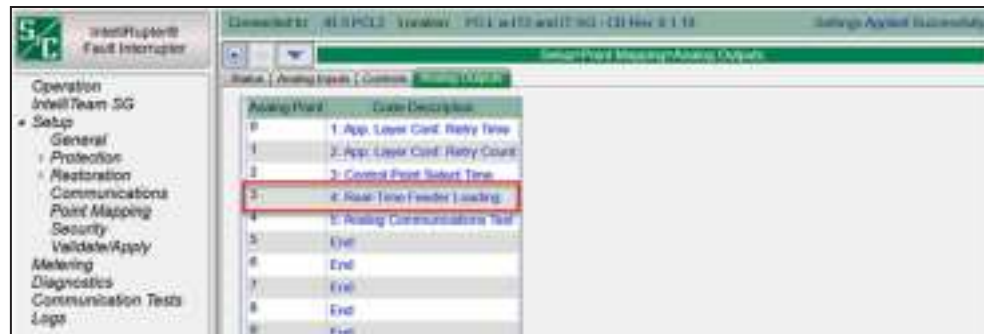 S&C
IntelliRupter®
Fault Interrupter
Settings Applied Successfully
Setup/Point Mapping/Analog Outputs
Status
Analog Inputs
Controls
Analog Outputs
Operation
IntelliTeam SG
Setup
General
Protection
Restoration
Communications
Point Mapping
Security
Validate/Apply
Metering
Diagnostics
Communication Tests
Logs
Analog Point Code Description
0 1: App. Layer Conf. Retry Time
1 2: App. Layer Conf. Retry Count
2 3: Control Point Select Time
3 4: Real-Time Feeder Loading
4 5: Analog Communications Test
5 End
6 End
7 End
8 End
9 End